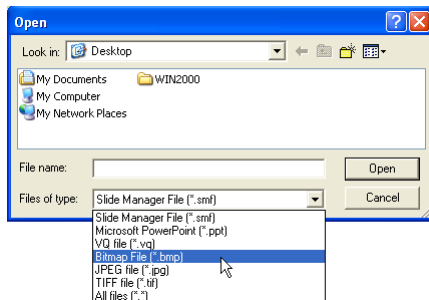 Open
Look in: Desktop
My Documents WIN2000
My Computer
My Network Places
File name: Open
Files of type: Slide Manager File (*.smf) Cancel
Slide Manager File (*.smf)
Microsoft PowerPoint (*.ppt)
VQ file (*.vq)
Bitmap File (*.bmp)
JPEG file (*.jpg)
TIFF file (*.tif)
All files (*.*)